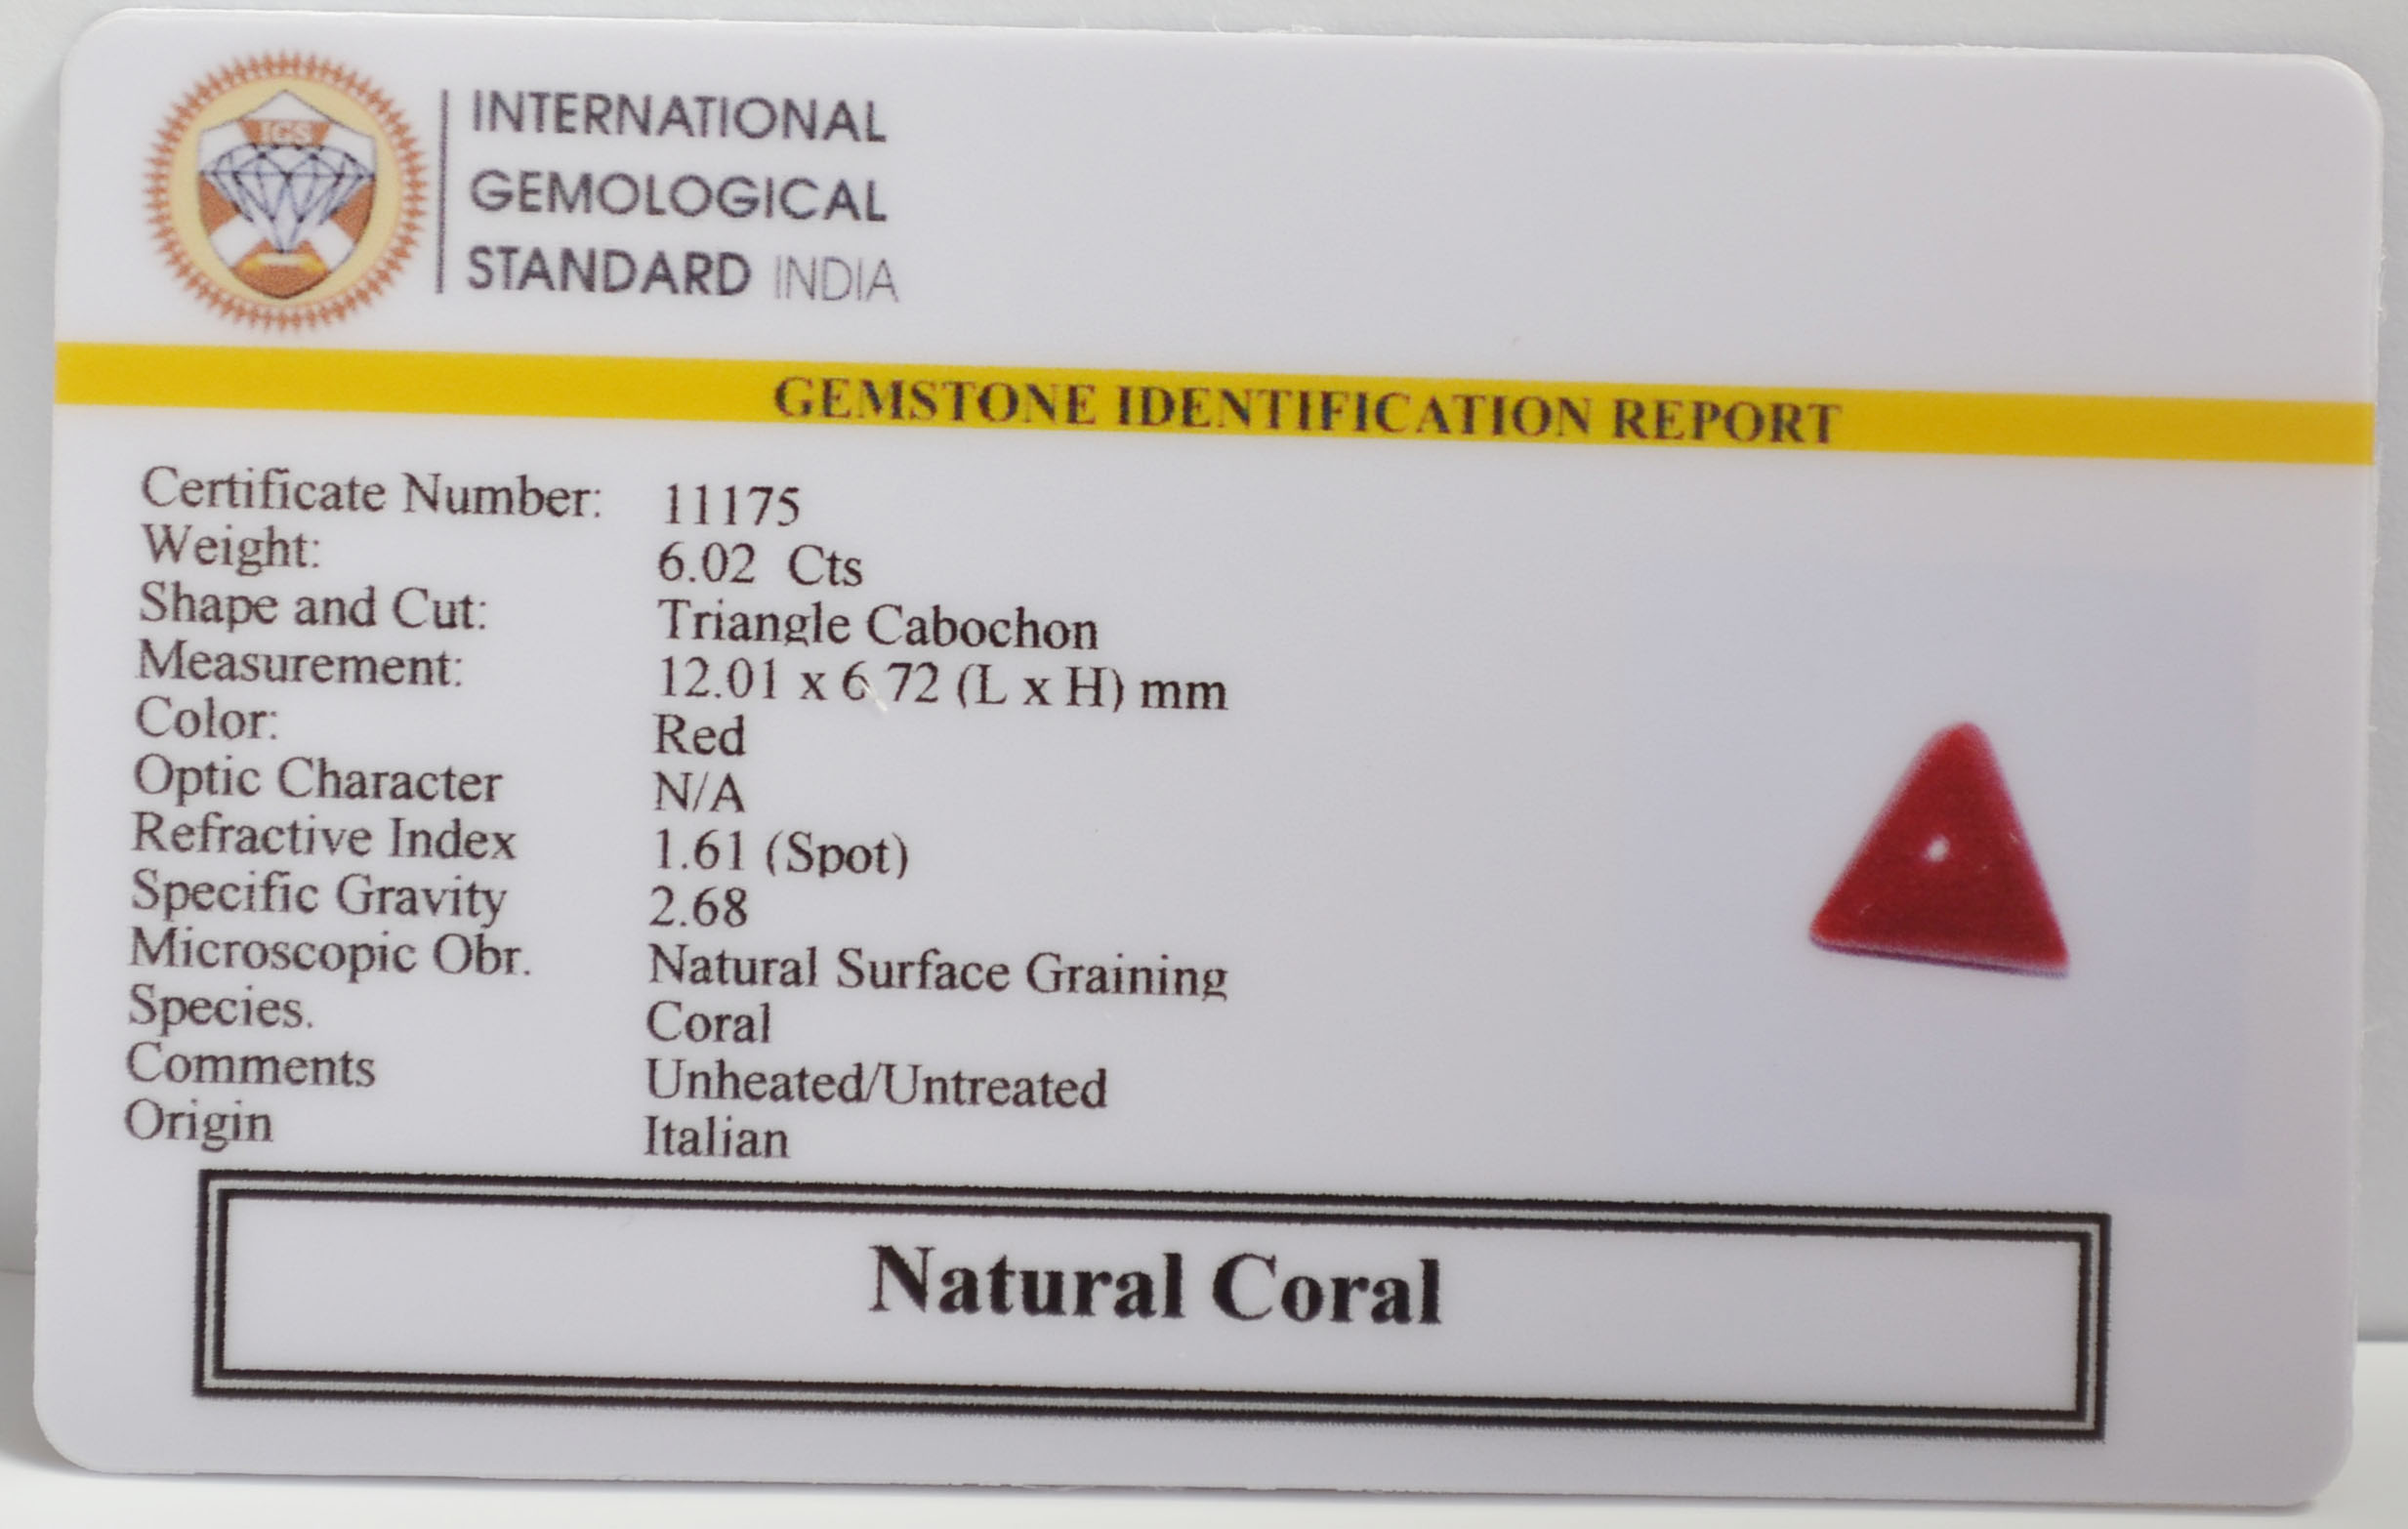 IGS
INTERNATIONAL
GEMOLOGICAL
STANDARD INDIA
GEMSTONE IDENTIFICATION REPORT
Certificate Number: 11175
Weight: 6.02 Cts
Shape and Cut: Triangle Cabochon
Measurement: 12.01 x 6.72 (L x H) mm
Color: Red
Optic Character N/A
Refractive Index 1.61 (Spot)
Specific Gravity 2.68
Microscopic Obr. Natural Surface Graining
Species. Coral
Comments Unheated/Untreated
Origin Italian
Natural Coral